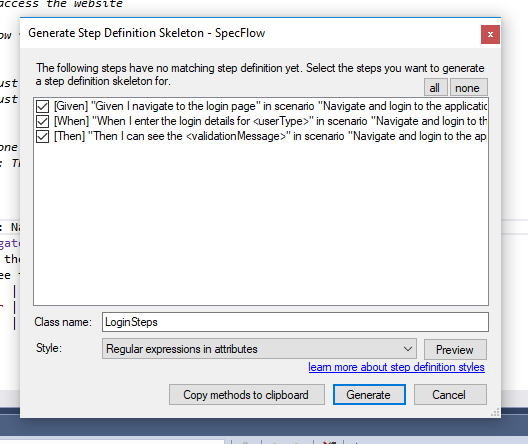 access the website
Generate Step Definition Skeleton - SpecFlow
x
The following steps have no matching step definition yet. Select the steps you want to generate
a step definition skeleton for.
all none
[Given] "Given I navigate to the login page" in scenario "Navigate and login to the applicatio
[When] "When I enter the login details for <userType>" in scenario "Navigate and login to th
[Then] "Then I can see the <validationMessage>" in scenario "Navigate and login to the ap
ow
ust
ust
one
: Th
: Na
gate
the
ee
Class name: LoginSteps
Style: Regular expressions in attributes Preview
learn more about step definition styles
Copy methods to clipboard Generate Cancel